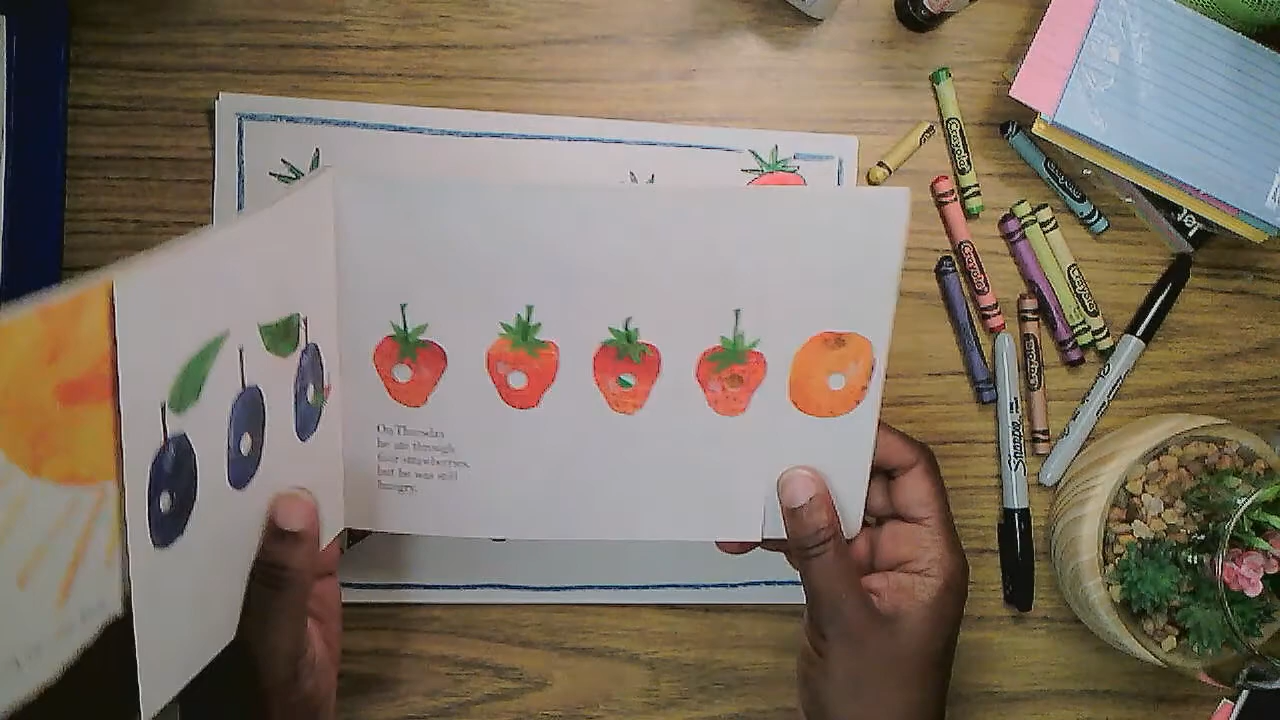 On Thursday
he ate through
four strawberries,
but he was still
hungry.
Crayola
Crayola
Crayola
Crayola
Sharpie